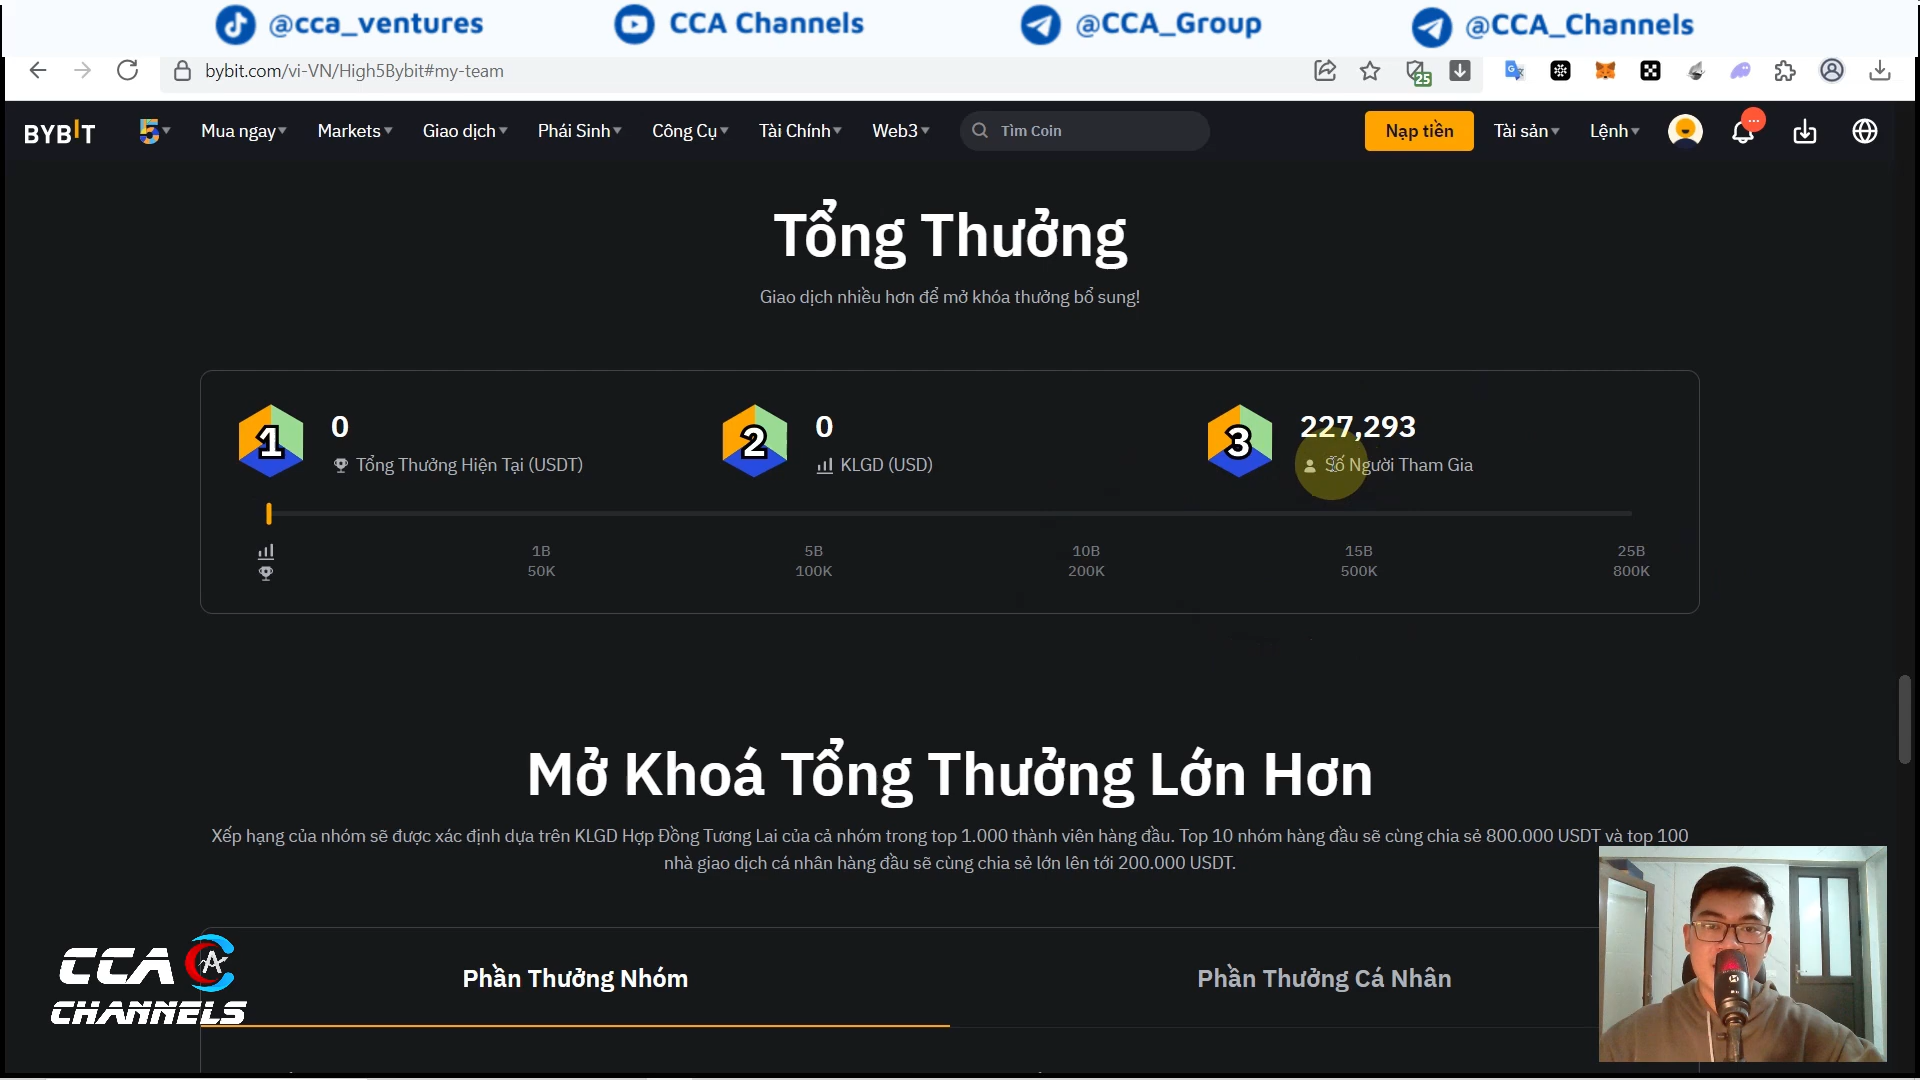 @cca_ventures
CCA Channels
@CCA_Group
@CCA_Channels
bybit.com/vi-VN/High5Bybit#my-team
25
BYBIT
5
Mua ngay
Markets
Giao dịch
Phái Sinh
Công Cụ
Tài Chính
Web3
Tìm Coin
Nạp tiền
Tài sản
Lệnh
Tổng Thưởng
Giao dịch nhiều hơn để mở khóa thưởng bổ sung!
1
0
Tổng Thưởng Hiện Tại (USDT)
2
0
KLGD (USD)
3
227,293
Số Người Tham Gia
1B
5B
10B
15B
25B
50K
100K
200K
500K
800K
Mở Khoá Tổng Thưởng Lớn Hơn
Xếp hạng của nhóm sẽ được xác định dựa trên KLGD Hợp Đồng Tương Lai của cả nhóm trong top 1.000 thành viên hàng đầu. Top 10 nhóm hàng đầu sẽ cùng chia sẻ 800.000 USDT và top 100
nhà giao dịch cá nhân hàng đầu sẽ cùng chia sẻ lớn lên tới 200.000 USDT.
Phần Thưởng Nhóm
Phần Thưởng Cá Nhân
CCA
CHANNELS